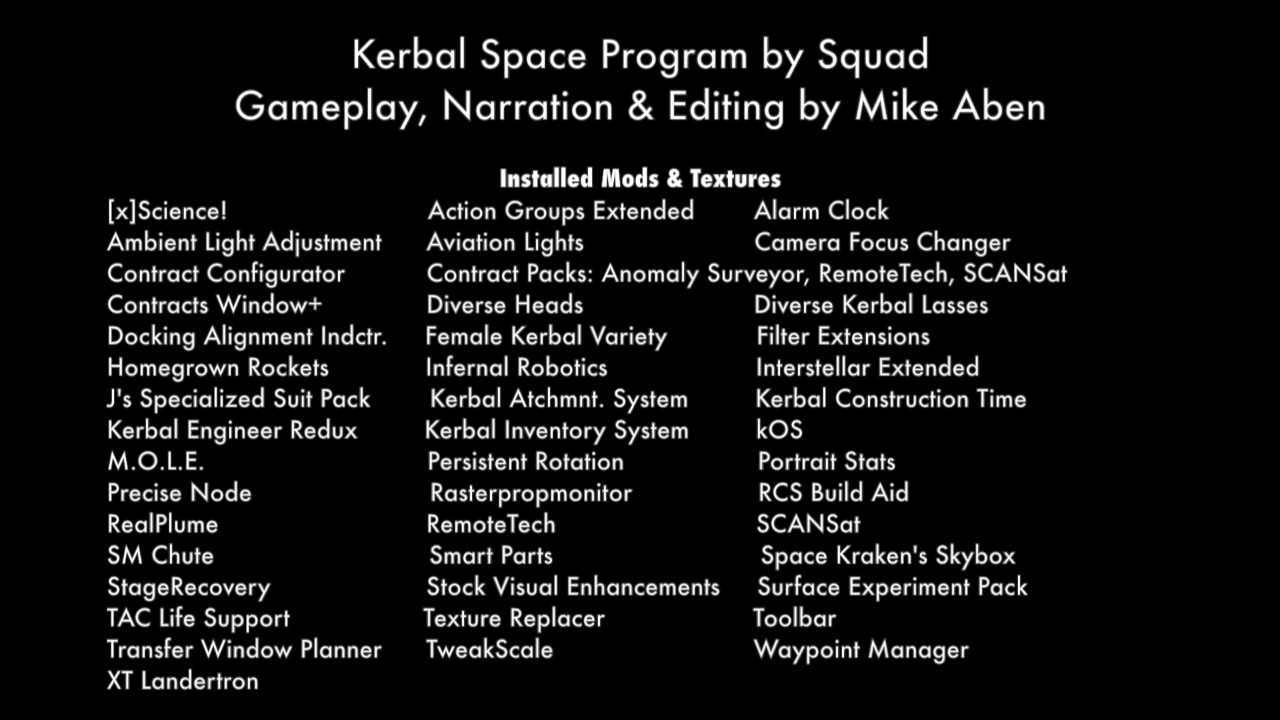 Kerbal Space Program by Squad
Gameplay, Narration & Editing by Mike Aben
Installed Mods & Textures
[x]Science! Action Groups Extended Alarm Clock
Ambient Light Adjustment Aviation Lights Camera Focus Changer
Contract Configurator Contract Packs: Anomaly Surveyor, RemoteTech, SCANSat
Contracts Window+ Diverse Heads Diverse Kerbal Lasses
Docking Alignment Indctr. Female Kerbal Variety Filter Extensions
Homegrown Rockets Infernal Robotics Interstellar Extended
J's Specialized Suit Pack Kerbal Atchmnt. System Kerbal Construction Time
Kerbal Engineer Redux Kerbal Inventory System kOS
M.O.L.E. Persistent Rotation Portrait Stats
Precise Node Rasterpropmonitor RCS Build Aid
RealPlume RemoteTech SCANSat
SM Chute Smart Parts Space Kraken's Skybox
StageRecovery Stock Visual Enhancements Surface Experiment Pack
TAC Life Support Texture Replacer Toolbar
Transfer Window Planner TweakScale Waypoint Manager
XT Landertron